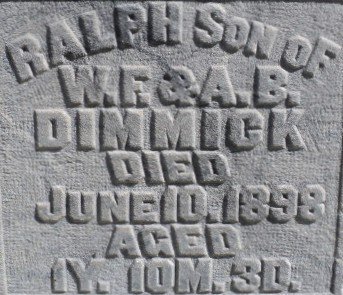 RALPH SON OF
W.F. & A.B.
DIMMICK
DIED
JUNE 10, 1898
AGED
1Y. 10M. 3D.